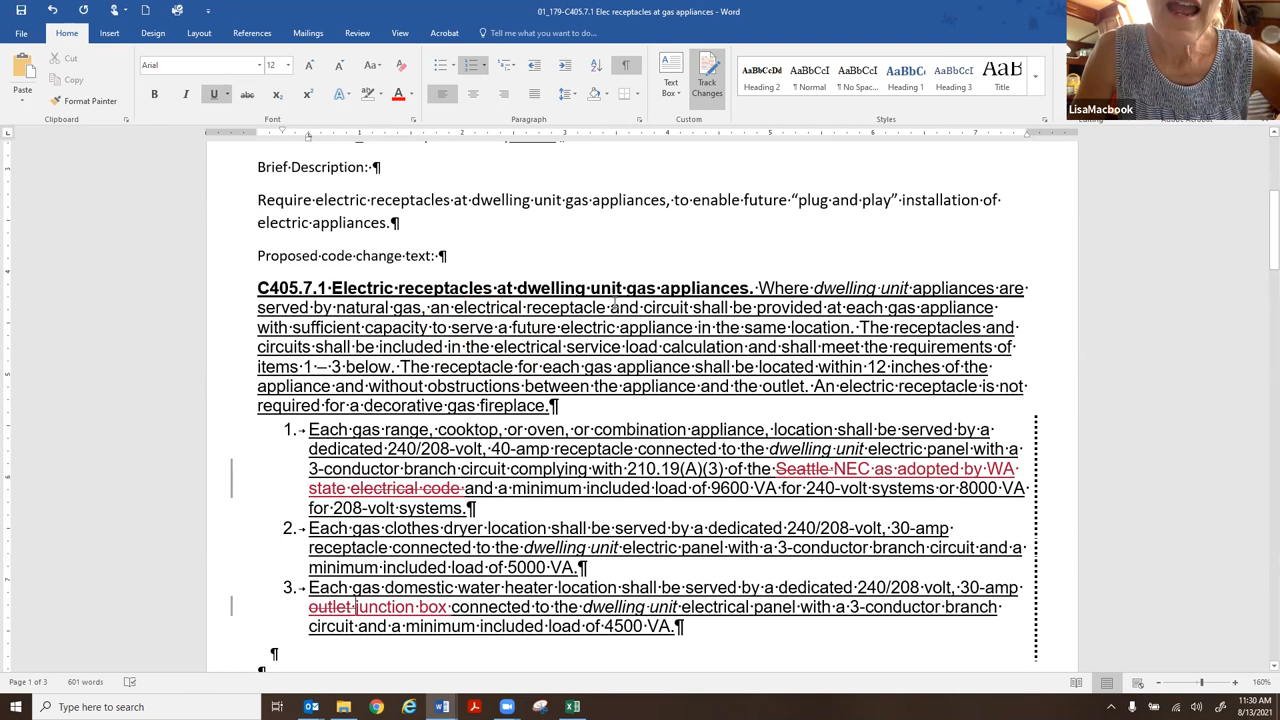 01_179-C405.7.1 Elec receptacles at gas appliances - Word
File Home Insert Design Layout References Mailings Review View Acrobat Tell me what you want to do...
Paste
Cut
Copy
Format Painter
Arial 12
B I U abc
Text Box
Track Changes
AaBbCcDd AaBbCcI AaBbCcI AaBbC AaBbCcI AaB
Heading 2 ¶ Normal ¶ No Spac... Heading 1 Heading 3 Title
Clipboard Font Paragraph Custom Styles
LisaMacbook
Brief·Description:·¶
Require·electric·receptacles·at·dwelling·unit·gas·appliances,·to·enable·future·“plug·and·play”·installation·of·
electric·appliances.¶
Proposed·code·change·text:·¶
C405.7.1·Electric·receptacles·at·dwelling·unit·gas·appliances.·Where·dwelling·unit·appliances·are·
served·by·natural·gas,·an·electrical·receptacle·and·circuit·shall·be·provided·at·each·gas·appliance·
with·sufficient·capacity·to·serve·a·future·electric·appliance·in·the·same·location.·The·receptacles·and·
circuits·shall·be·included·in·the·electrical·service·load·calculation·and·shall·meet·the·requirements·of·
items·1·–·3·below.·The·receptacle·for·each·gas·appliance·shall·be·located·within·12·inches·of·the·
appliance·and·without·obstructions·between·the·appliance·and·the·outlet.·An·electric·receptacle·is·not·
required·for·a·decorative·gas·fireplace.¶
1.→Each·gas·range,·cooktop,·or·oven,·or·combination·appliance,·location·shall·be·served·by·a·
dedicated·240/208-volt,·40-amp·receptacle·connected·to·the·dwelling·unit·electric·panel·with·a·
3-conductor·branch·circuit·complying·with·210.19(A)(3)·of·the·Seattle·NEC·as·adopted·by·WA·
state·electrical·code·and·a·minimum·included·load·of·9600·VA·for·240-volt·systems·or·8000·VA·
for·208-volt·systems.¶
2.→Each·gas·clothes·dryer·location·shall·be·served·by·a·dedicated·240/208-volt,·30-amp·
receptacle·connected·to·the·dwelling·unit·electric·panel·with·a·3-conductor·branch·circuit·and·a·
minimum·included·load·of·5000·VA.¶
3.→Each·gas·domestic·water·heater·location·shall·be·served·by·a·dedicated·240/208·volt,·30-amp·
outlet·junction·box·connected·to·the·dwelling·unit·electrical·panel·with·a·3-conductor·branch·
circuit·and·a·minimum·included·load·of·4500·VA.¶
¶
Page 1 of 3 601 words 160%
Type here to search
11:30 AM
8/13/2021